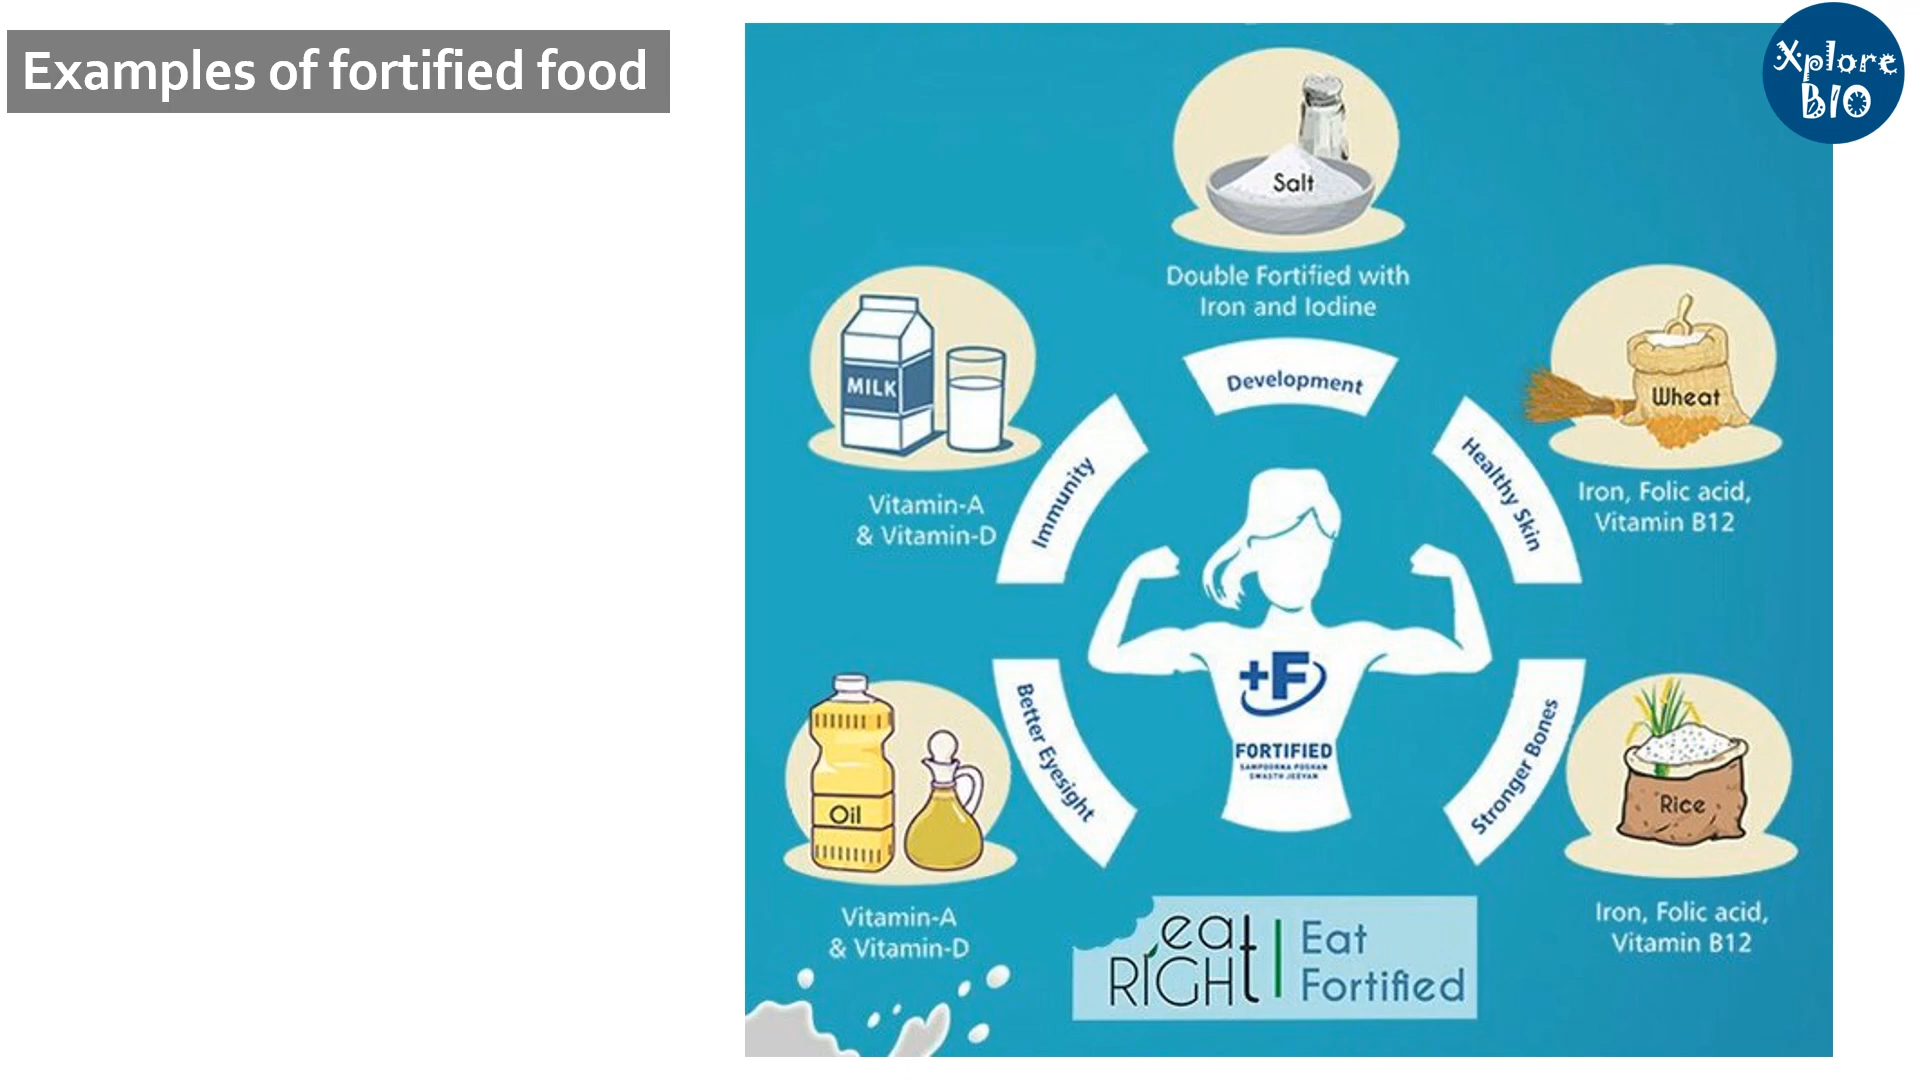 Examples of fortified food
Xplore
BIO
Salt
Double Fortified with
Iron and Iodine
MILK
Vitamin-A
& Vitamin-D
Wheat
Iron, Folic acid,
Vitamin B12
Development
Immunity
Healthy Skin
Better Eyesight
Stronger Bones
+F
FORTIFIED
SAMPOORNA POSHAN
SWASTH JEEVAN
Oil
Vitamin-A
& Vitamin-D
Rice
Iron, Folic acid,
Vitamin B12
eat
RIGHt
Eat
Fortified